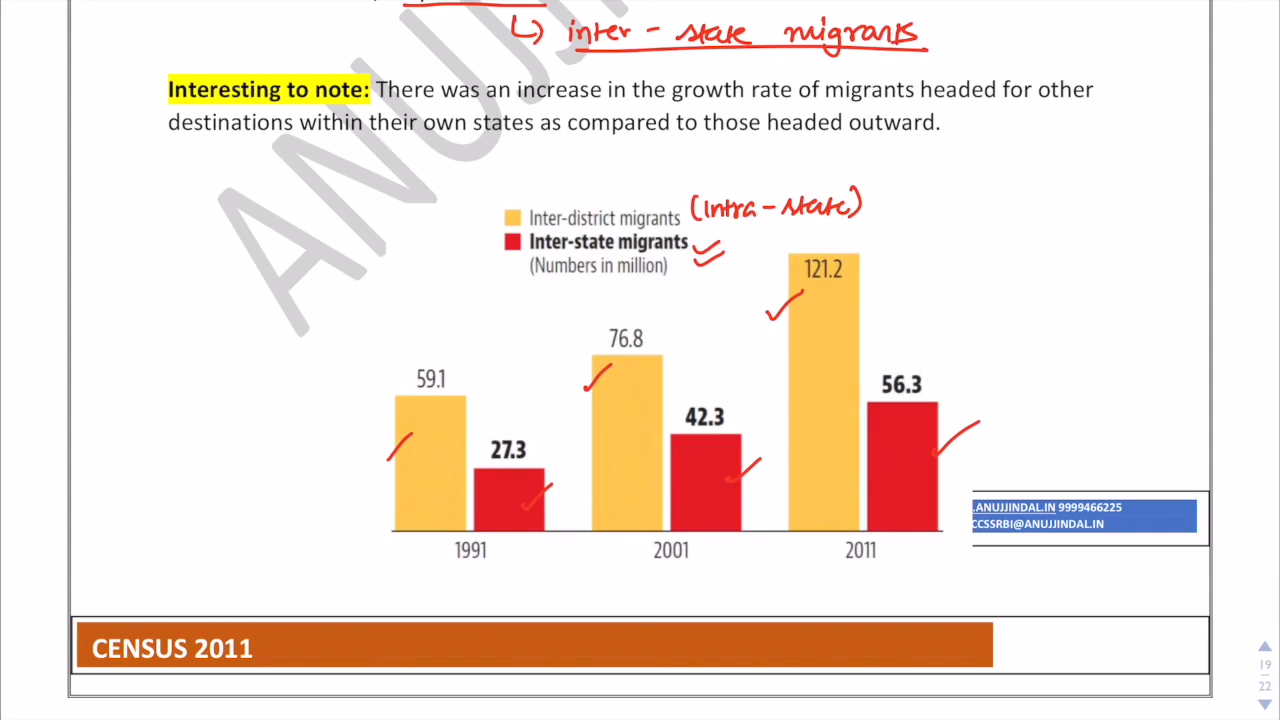 ↳ inter - state migrants
Interesting to note: There was an increase in the growth rate of migrants headed for other
destinations within their own states as compared to those headed outward.
ANUJJI
Inter-district migrants (intra - state)
Inter-state migrants
(Numbers in million)
121.2
76.8
59.1
56.3
42.3
27.3
.ANUJJINDAL.IN 9999466225
CCSSRBI@ANUJJINDAL.IN
1991 2001 2011
CENSUS 2011
19
22